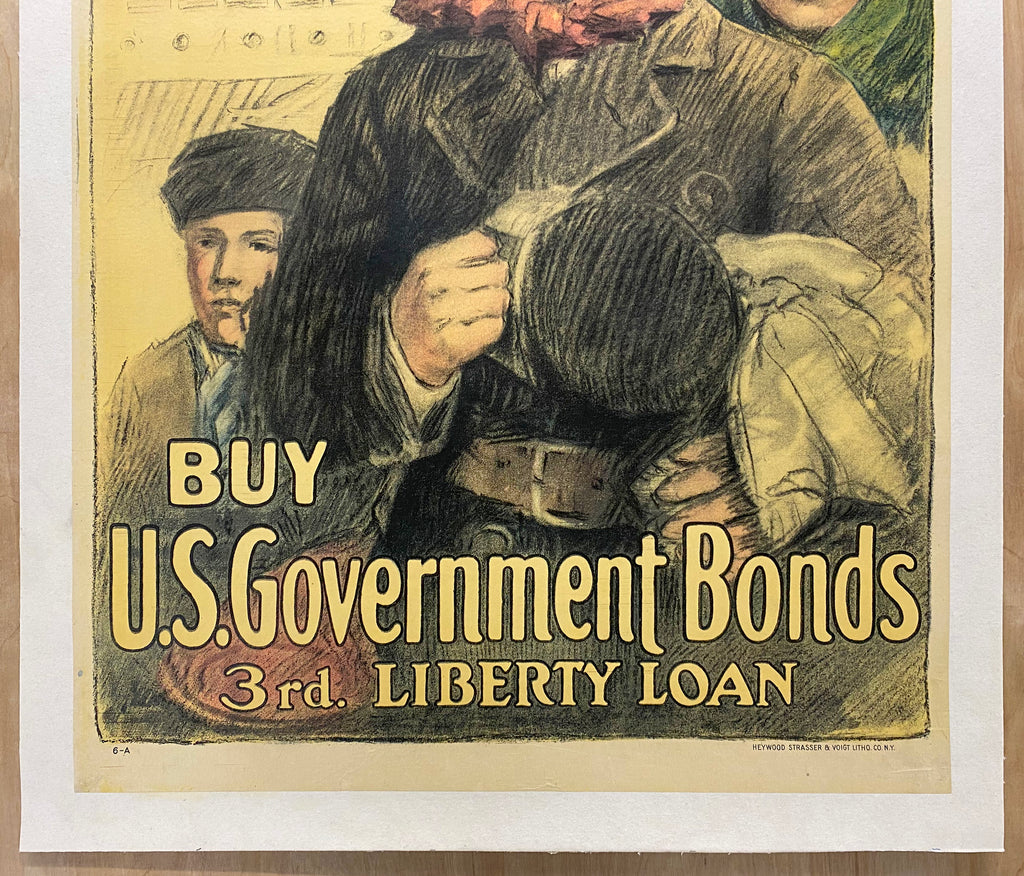 BUY
U.S. Government Bonds
3rd. LIBERTY LOAN
6-A
HEYWOOD STRASSER & VOIGT LITHO. CO. N.Y.